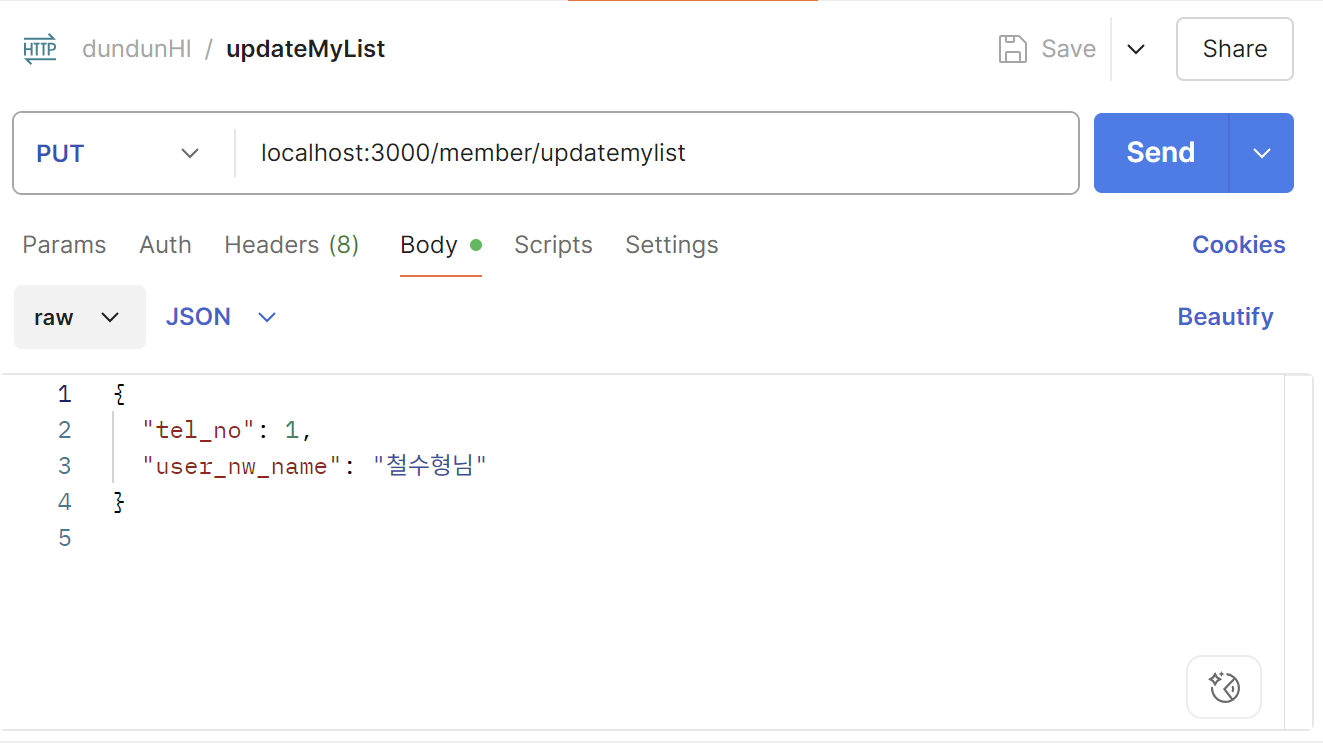 HTTP dundunHI / updateMyList Save Share
PUT localhost:3000/member/updatemylist Send
Params Auth Headers (8) Body Scripts Settings Cookies
raw JSON Beautify
1 {
2 "tel_no": 1,
3 "user_nw_name": "철수형님"
4 }
5